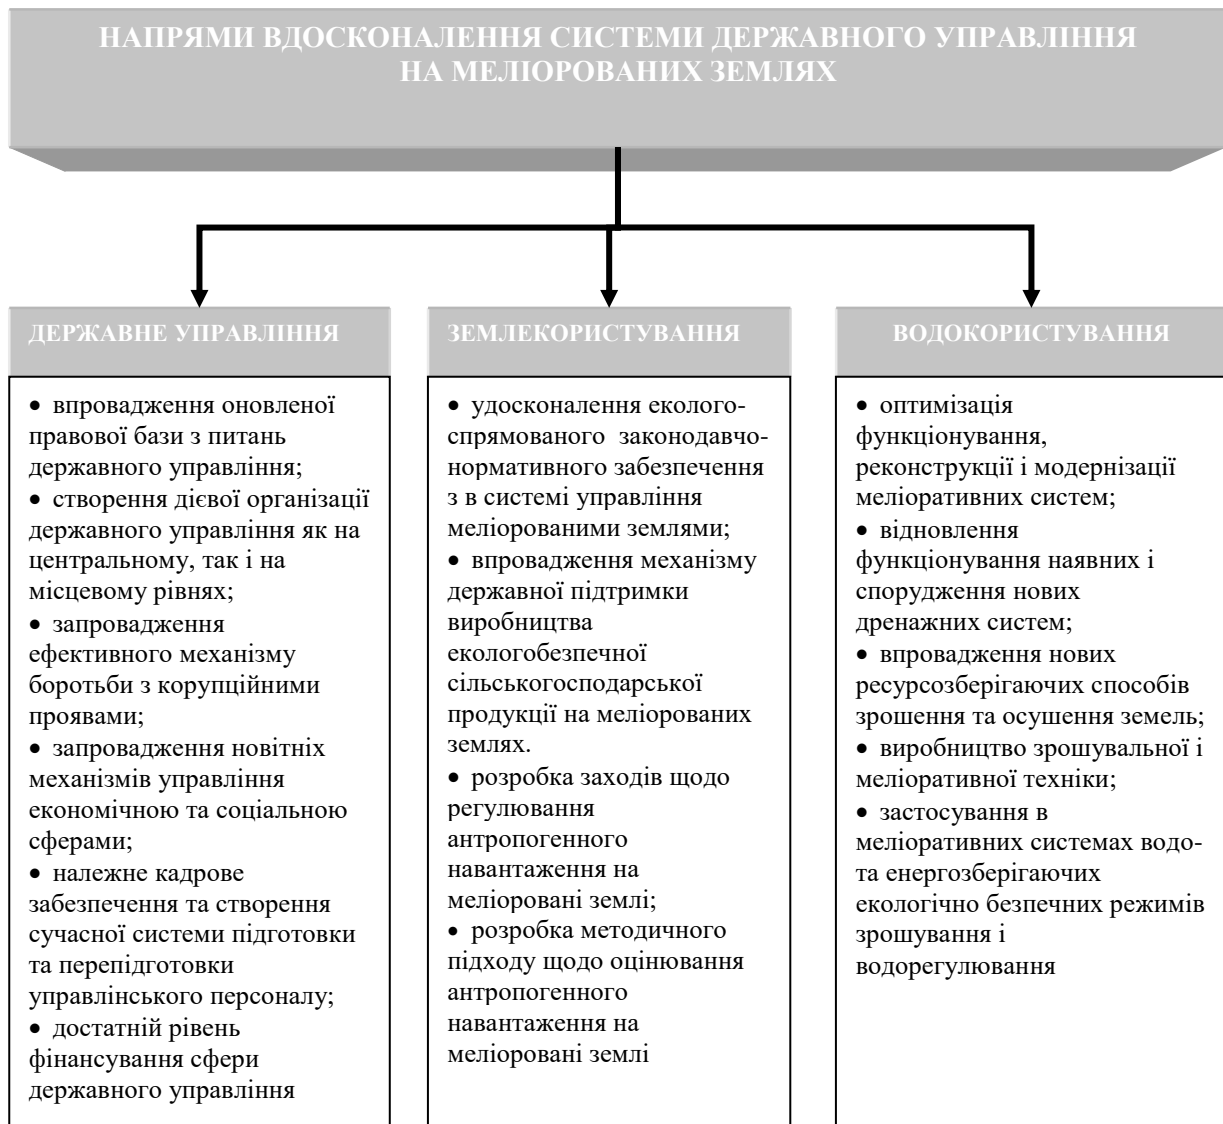 НАПРЯМИ ВДОСКОНАЛЕННЯ СИСТЕМИ ДЕРЖАВНОГО УПРАВЛІННЯ
НА МЕЛІОРОВАНИХ ЗЕМЛЯХ
ДЕРЖАВНЕ УПРАВЛІННЯ
• впровадження оновленої
правової бази з питань
державного управління;
• створення дієвої організації
державного управління як на
центральному, так і на
місцевому рівнях;
• запровадження
ефективного механізму
боротьби з корупційними
проявами;
• запровадження новітніх
механізмів управління
економічною та соціальною
сферами;
• належне кадрове
забезпечення та створення
сучасної системи підготовки
та перепідготовки
управлінського персоналу;
• достатній рівень
фінансування сфери
державного управління
ЗЕМЛЕКОРИСТУВАННЯ
• удосконалення еколого-
спрямованого законодавчо-
нормативного забезпечення
з в системі управління
меліорованими землями;
• впровадження механізму
державної підтримки
виробництва
екологобезпечної
сільськогосподарської
продукції на меліорованих
землях.
• розробка заходів щодо
регулювання
антропогенного
навантаження на
меліоровані землі;
• розробка методичного
підходу щодо оцінювання
антропогенного
навантаження на
меліоровані землі
ВОДОКОРИСТУВАННЯ
• оптимізація
функціонування,
реконструкції і модернізації
меліоративних систем;
• відновлення
функціонування наявних і
спорудження нових
дренажних систем;
• впровадження нових
ресурсозберігаючих способів
зрошення та осушення земель;
• виробництво зрошувальної і
меліоративної техніки;
• застосування в
меліоративних системах водо-
та енергозберігаючих
екологічно безпечних режимів
зрошування і
водорегулювання